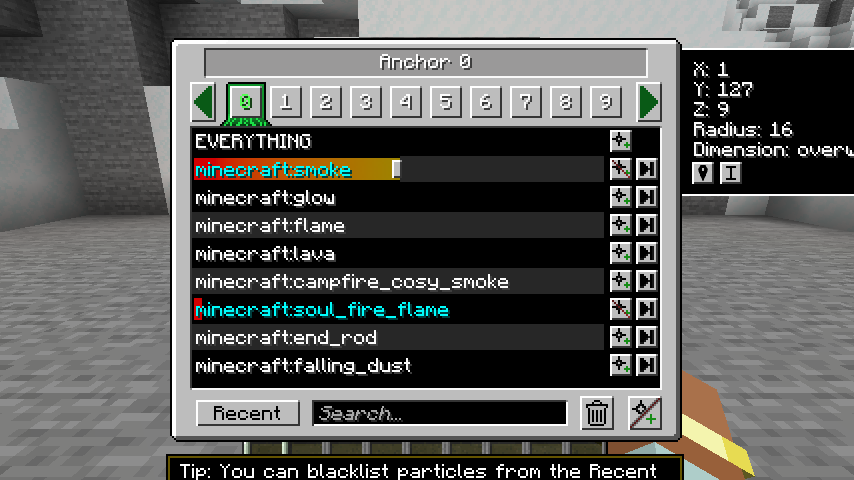 Anchor 0
0 1 2 3 4 5 6 7 8 9
EVERYTHING
minecraft:smoke
minecraft:glow
minecraft:flame
minecraft:lava
minecraft:campfire_cosy_smoke
minecraft:soul_fire_flame
minecraft:end_rod
minecraft:falling_dust
Recent
Search...
X: 1
Y: 127
Z: 9
Radius: 16
Dimension: overw
Tip: You can blacklist particles from the Recent